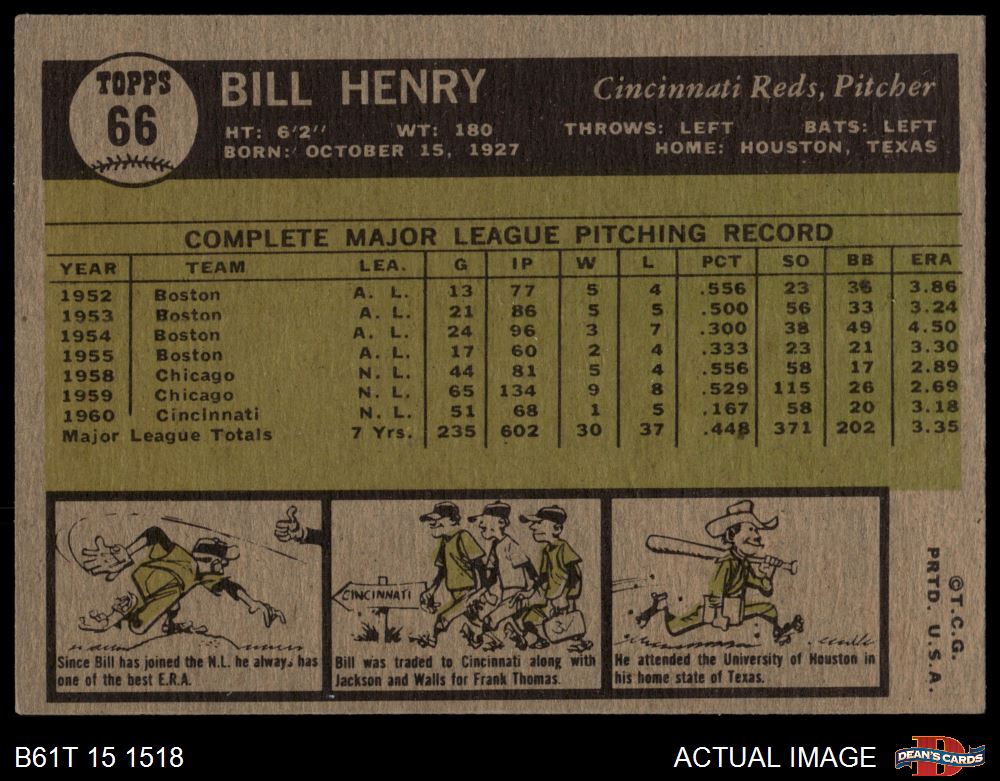 TOPPS
66
BILL HENRY
Cincinnati Reds, Pitcher
HT: 6'2" WT: 180 THROWS: LEFT BATS: LEFT
BORN: OCTOBER 15, 1927 HOME: HOUSTON, TEXAS
COMPLETE MAJOR LEAGUE PITCHING RECORD
YEAR TEAM LEA. G IP W L PCT SO BB ERA
1952 Boston A. L. 13 77 5 4 .556 23 36 3.86
1953 Boston A. L. 21 86 5 5 .500 56 33 3.24
1954 Boston A. L. 24 96 3 7 .300 38 49 4.50
1955 Boston A. L. 17 60 2 4 .333 23 21 3.30
1958 Chicago N. L. 44 81 5 4 .556 58 17 2.89
1959 Chicago N. L. 65 134 9 8 .529 115 26 2.69
1960 Cincinnati N. L. 51 68 1 5 .167 58 20 3.18
Major League Totals 7 Yrs. 235 602 30 37 .448 371 202 3.35
Since Bill has joined the N.L. he always has
one of the best E.R.A.
CINCINNATI
Bill was traded to Cincinnati along with
Jackson and Walls for Frank Thomas.
He attended the University of Houston in
his home state of Texas.
©T.C.G.
PRTD. U.S.A.
B61T 15 1518
ACTUAL IMAGE
D
DEAN'S CARDS